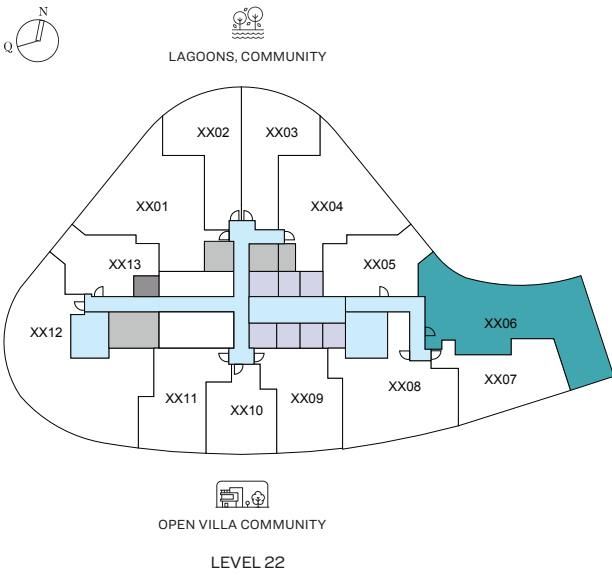 N
Q
LAGOONS, COMMUNITY
XX02
XX03
XX01
XX04
XX13
XX05
XX12
XX06
XX11
XX10
XX09
XX08
XX07
OPEN VILLA COMMUNITY
LEVEL 22